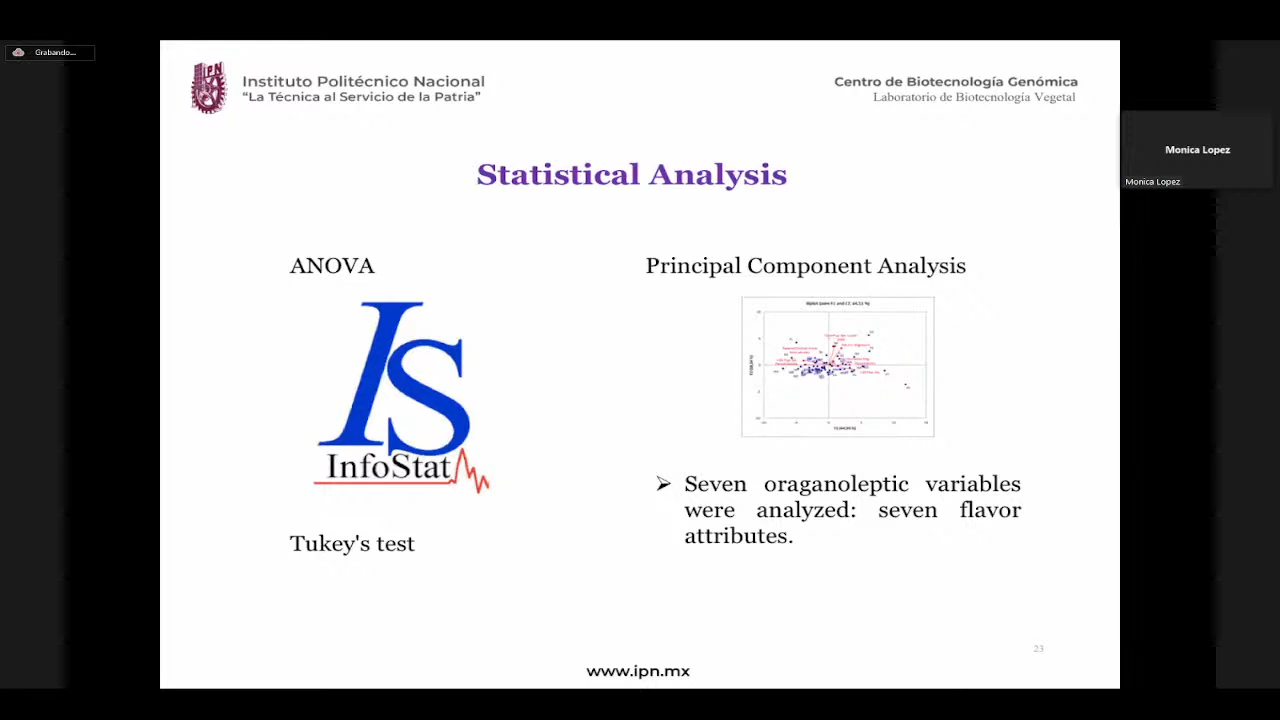 Grabando...
Instituto Politécnico Nacional
“La Técnica al Servicio de la Patria”
Centro de Biotecnología Genómica
Laboratorio de Biotecnología Vegetal
Monica Lopez
Monica Lopez
Statistical Analysis
ANOVA
InfoStat
Tukey's test
Principal Component Analysis
➢ Seven oraganoleptic variables
were analyzed: seven flavor
attributes.
23
www.ipn.mx